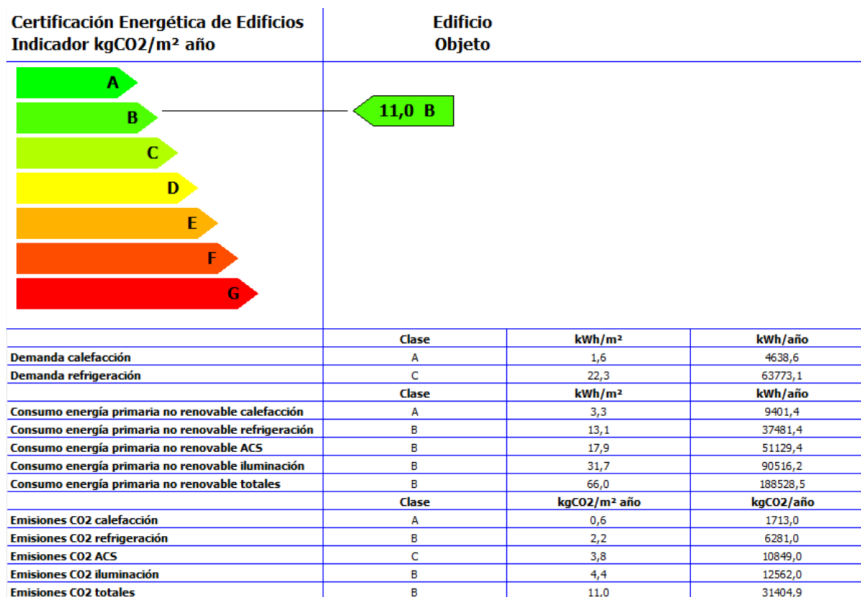 Certificación Energética de Edificios
Indicador kgCO2/m² año
Edificio
Objeto
A
B
11,0 B
C
D
E
F
G
Clase kWh/m² kWh/año
Demanda calefacción A 1,6 4638,6
Demanda refrigeración C 22,3 63773,1
Clase kWh/m² kWh/año
Consumo energía primaria no renovable calefacción A 3,3 9401,4
Consumo energía primaria no renovable refrigeración B 13,1 37481,4
Consumo energía primaria no renovable ACS B 17,9 51129,4
Consumo energía primaria no renovable iluminación B 31,7 90516,2
Consumo energía primaria no renovable totales B 66,0 188528,5
Clase kgCO2/m² año kgCO2/año
Emisiones CO2 calefacción A 0,6 1713,0
Emisiones CO2 refrigeración B 2,2 6281,0
Emisiones CO2 ACS C 3,8 10849,0
Emisiones CO2 iluminación B 4,4 12562,0
Emisiones CO2 totales B 11,0 31404,9